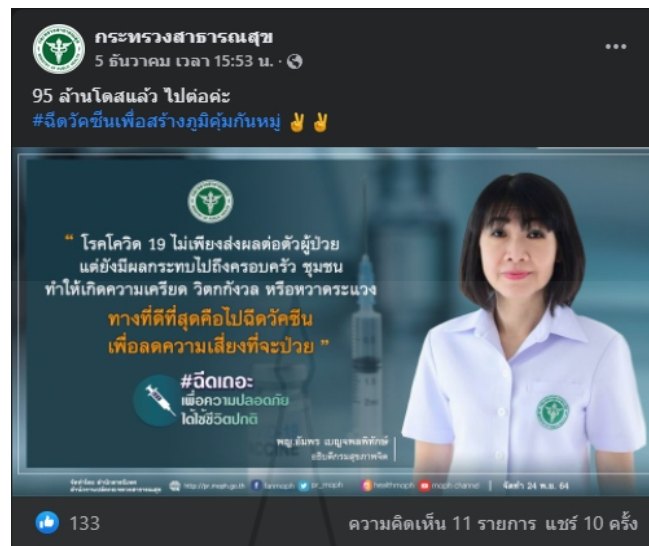 กระทรวงสาธารณสุข
5 ธันวาคม เวลา 15:53 น.
95 ล้านโดสแล้ว ไปต่อค่ะ
#ฉีดวัคซีนเพื่อสร้างภูมิคุ้มกันหมู่ ✌ ✌
“ โรคโควิด 19 ไม่เพียงส่งผลต่อตัวผู้ป่วย
แต่ยังมีผลกระทบไปถึงครอบครัว ชุมชน
ทำให้เกิดความเครียด วิตกกังวล หรือหวาดระแวง
ทางที่ดีที่สุดคือไปฉีดวัคซีน
เพื่อลดความเสี่ยงที่จะป่วย ”
#ฉีดเถอะ
เพื่อความปลอดภัย
ได้ใช้ชีวิตปกติ
พญ.อัมพร เบญจพลพิทักษ์
อธิบดีกรมสุขภาพจิต
http://pr.moph.go.th fanmoph pr_moph healthmoph moph channel | จัดทำ 24 พ.ย. 64
133 ความคิดเห็น 11 รายการ แชร์ 10 ครั้ง